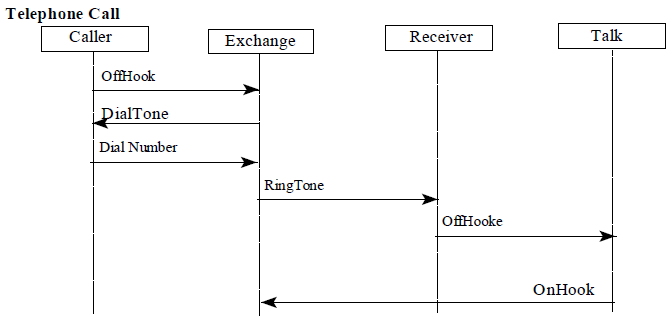 Telephone Call
Caller
Exchange
Receiver
Talk
OffHook
DialTone
Dial Number
RingTone
OffHooke
OnHook